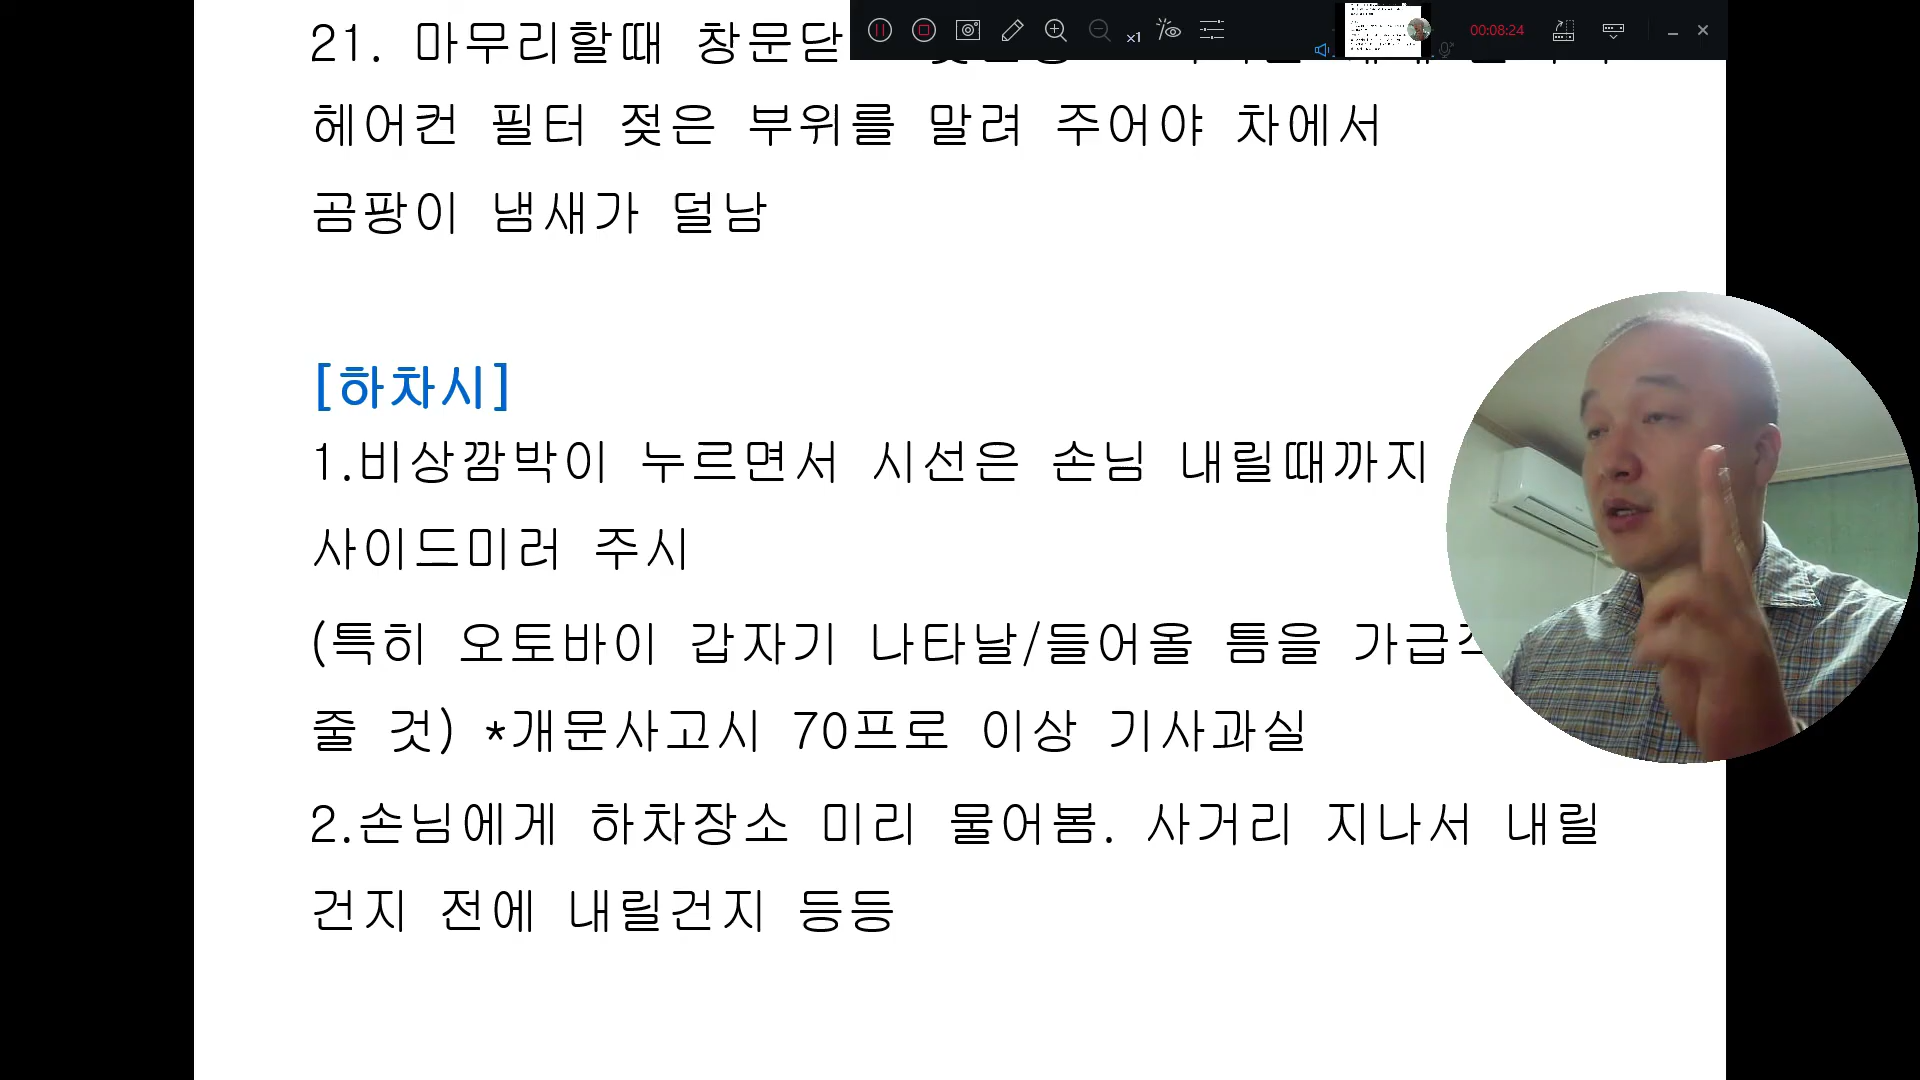 21. 마무리할때 창문닫
x1
00:08:24
헤어컨 필터 젖은 부위를 말려 주어야 차에서
곰팡이 냄새가 덜남
[하차시]
1.비상깜박이 누르면서 시선은 손님 내릴때까지
사이드미러 주시
(특히 오토바이 갑자기 나타날/들어올 틈을
줄 것) *개문사고시 70프로 이상 기사과실
2.손님에게 하차장소 미리 물어봄. 사거리 지나서 내릴
건지 전에 내릴건지 등등